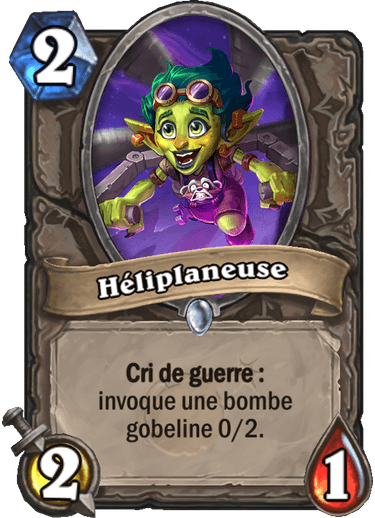 2
Héliplaneuse
Cri de guerre :
invoque une bombe
gobeline 0/2.
2
1